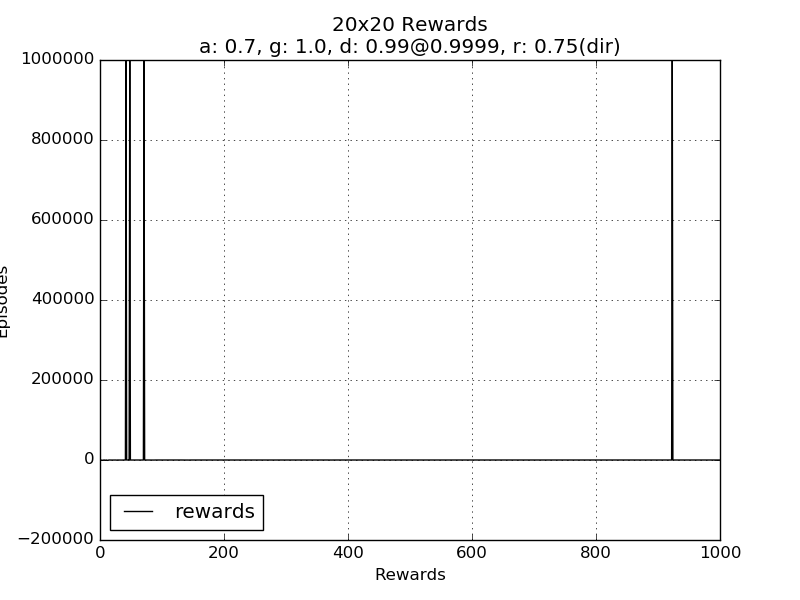 20x20 Rewards
a: 0.7, g: 1.0, d: 0.99@0.9999, r: 0.75(dir)
1000000
800000
600000
400000
200000
0
−200000
Episodes
rewards
0 200 400 600 800 1000
Rewards